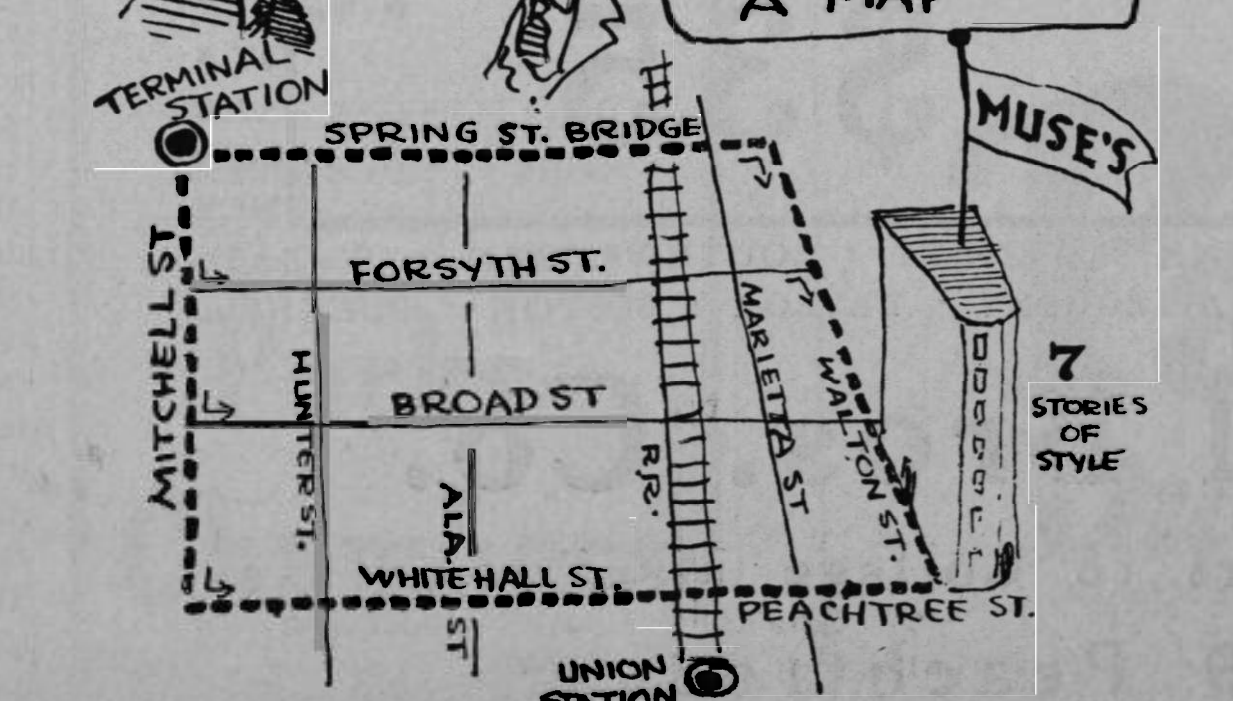 A MAP
TERMINAL
STATION
MUSE'S
SPRING ST. BRIDGE
MITCHELL ST
FORSYTH ST.
HUNTER ST.
BROAD ST
MARIETTA ST
WALTON ST.
7
STORIES
OF
STYLE
R.R.
ALA.
ST
WHITEHALL ST.
PEACHTREE ST.
UNION
STATION